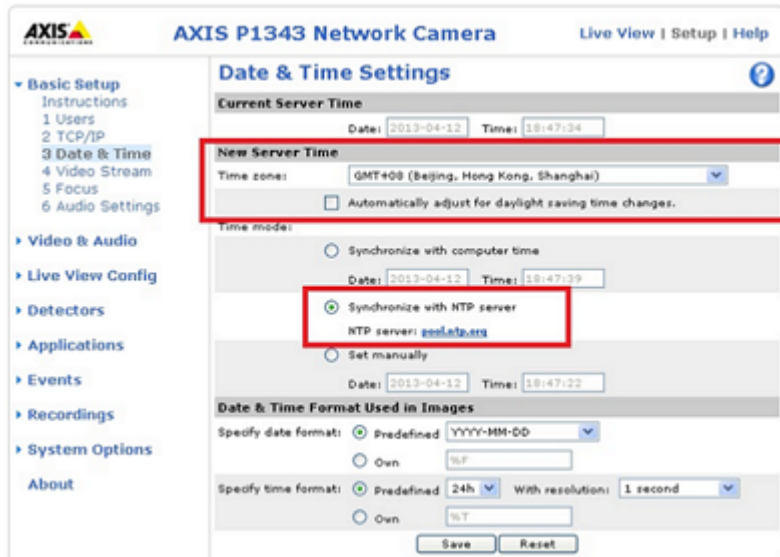 AXIS
COMMUNICATIONS
AXIS P1343 Network Camera
Live View | Setup | Help
Basic Setup
Instructions
1 Users
2 TCP/IP
3 Date & Time
4 Video Stream
5 Focus
6 Audio Settings
Video & Audio
Live View Config
Detectors
Applications
Events
Recordings
System Options
About
Date & Time Settings
?
Current Server Time
Date: 2013-04-12 Time: 18:47:34
New Server Time
Time zone: GMT+08 (Beijing, Hong Kong, Shanghai)
Automatically adjust for daylight saving time changes.
Time mode:
Synchronize with computer time
Date: 2013-04-12 Time: 18:47:39
Synchronize with NTP server
NTP server: pool.ntp.org
Set manually
Date: 2013-04-12 Time: 18:47:22
Date & Time Format Used in Images
Specify date format: Predefined YYYY-MM-DD
Own %F
Specify time format: Predefined 24h With resolution: 1 second
Own %T
Save Reset